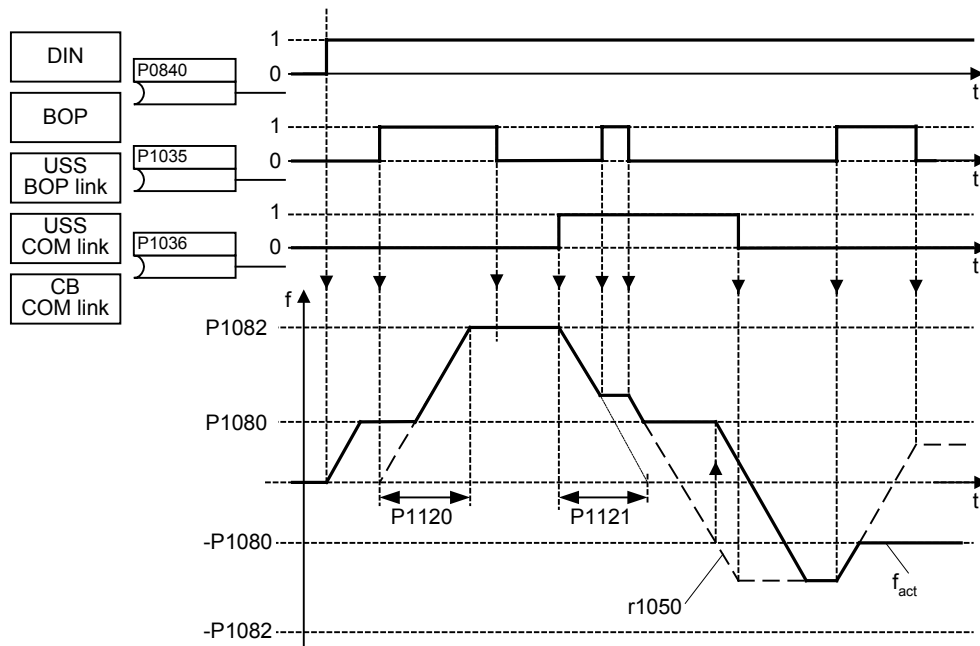 DIN
BOP
USS
BOP link
USS
COM link
CB
COM link
P0840
1
0
t
P1035
1
0
t
P1036
1
0
t
f
P1082
P1080
t
P1120
P1121
-P1080
r1050
f_act
-P1082